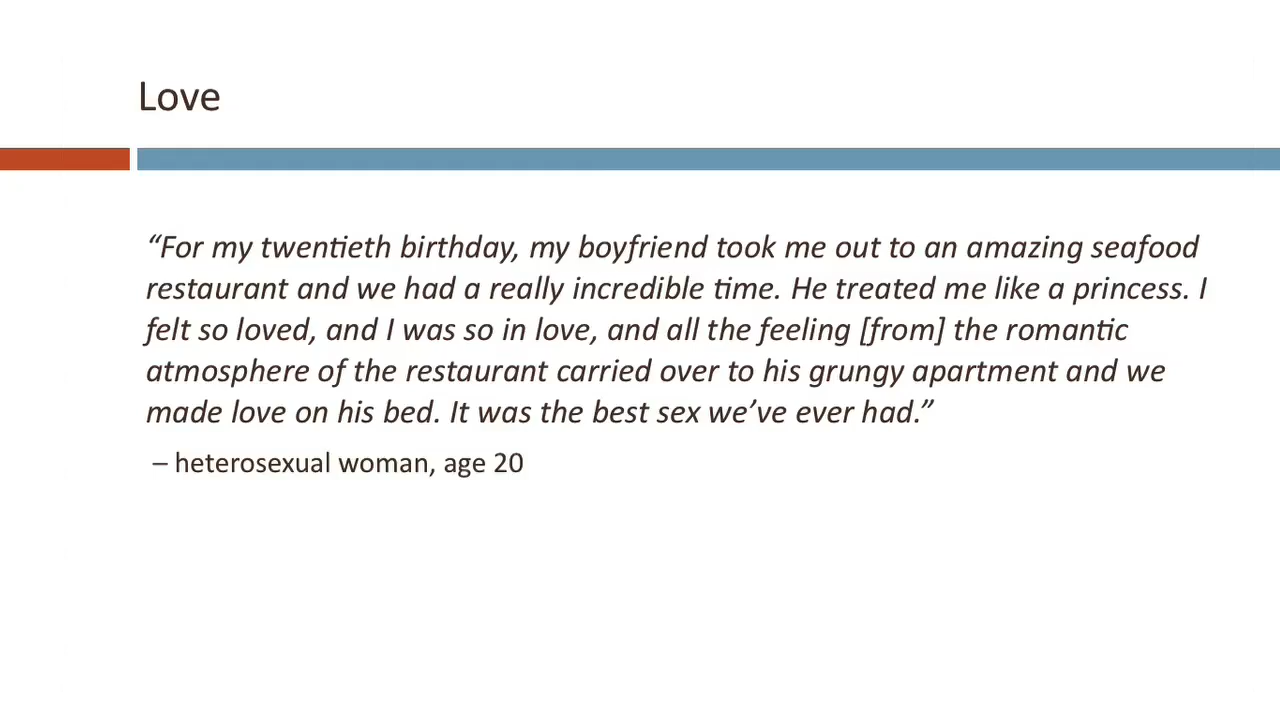 Love
“For my twentieth birthday, my boyfriend took me out to an amazing seafood
restaurant and we had a really incredible time. He treated me like a princess. I
felt so loved, and I was so in love, and all the feeling [from] the romantic
atmosphere of the restaurant carried over to his grungy apartment and we
made love on his bed. It was the best sex we’ve ever had.”
– heterosexual woman, age 20